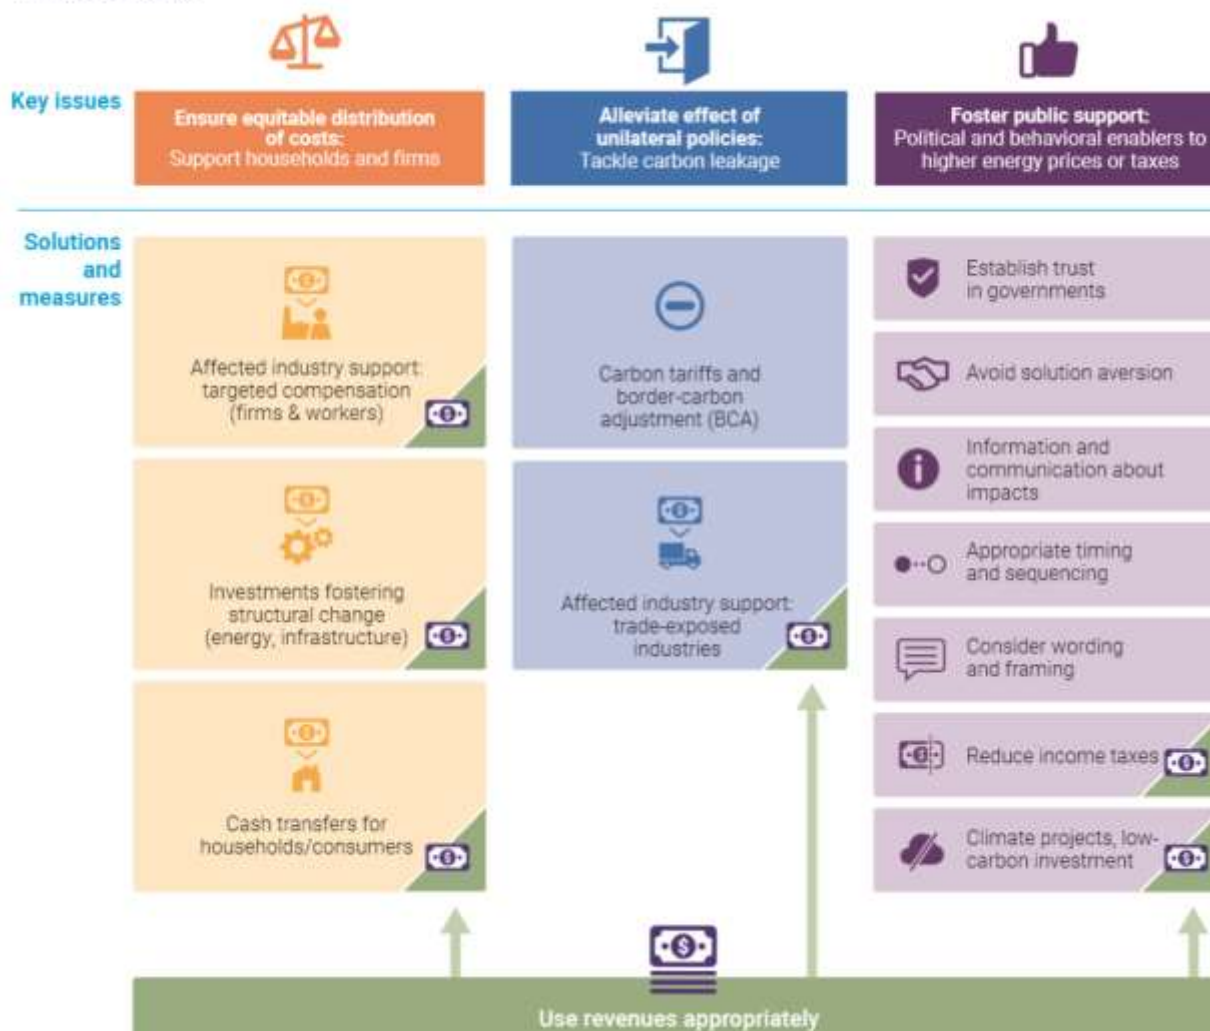 Key issues
Ensure equitable distribution
of costs:
Support households and firms
Alleviate effect of
unilateral policies:
Tackle carbon leakage
Foster public support:
Political and behavioral enablers to
higher energy prices or taxes
Solutions
and
measures
Affected industry support:
targeted compensation
(firms & workers)
Investments fostering
structural change
(energy, infrastructure)
Cash transfers for
households/consumers
Carbon tariffs and
border-carbon
adjustment (BCA)
Affected industry support:
trade-exposed
industries
Establish trust
in governments
Avoid solution aversion
Information and
communication about
impacts
Appropriate timing
and sequencing
Consider wording
and framing
Reduce income taxes
Climate projects, low-
carbon investment
Use revenues appropriately